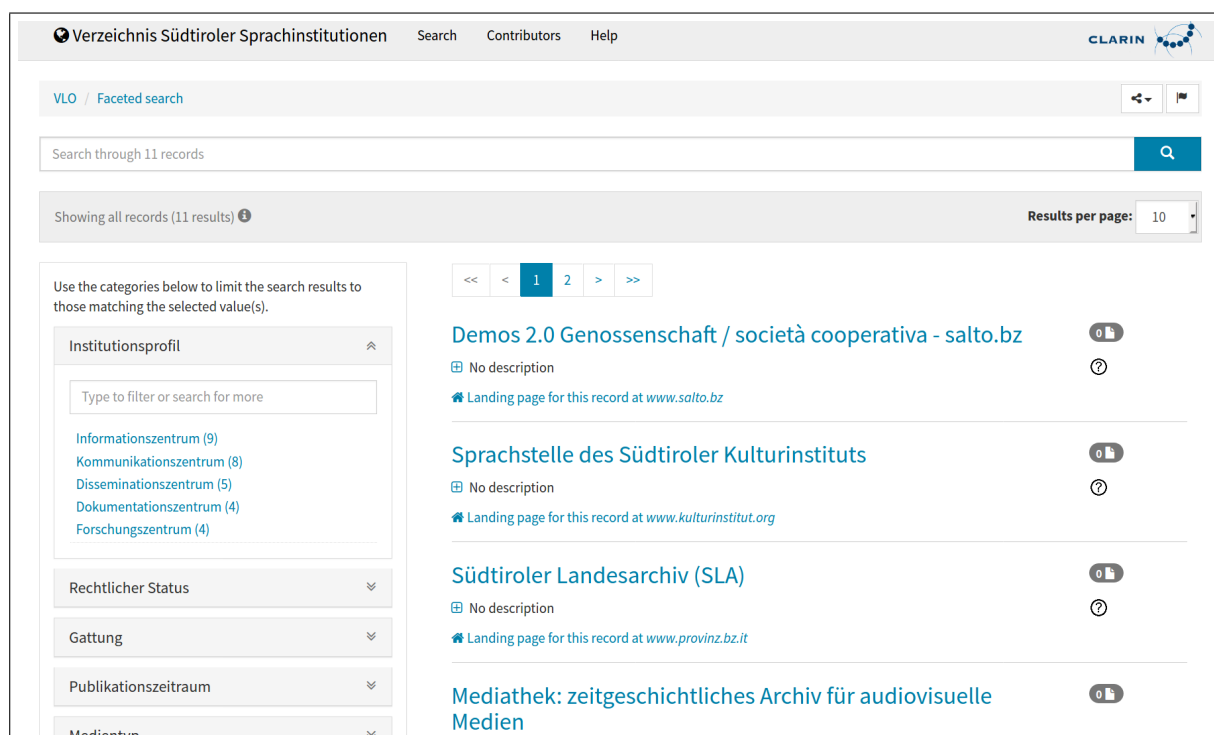 Verzeichnis Südtiroler Sprachinstitutionen Search Contributors Help CLARIN
VLO / Faceted search
Search through 11 records
Showing all records (11 results) Results per page: 10
Use the categories below to limit the search results to
those matching the selected value(s).
Institutionsprofil
Type to filter or search for more
Informationszentrum (9)
Kommunikationszentrum (8)
Disseminationszentrum (5)
Dokumentationszentrum (4)
Forschungszentrum (4)
Rechtlicher Status
Gattung
Publikationszeitraum
Medientyp
<< < 1 2 > >>
Demos 2.0 Genossenschaft / società cooperativa - salto.bz 0
No description
Landing page for this record at www.salto.bz
Sprachstelle des Südtiroler Kulturinstituts 0
No description
Landing page for this record at www.kulturinstitut.org
Südtiroler Landesarchiv (SLA) 0
No description
Landing page for this record at www.provinz.bz.it
Mediathek: zeitgeschichtliches Archiv für audiovisuelle 0
Medien